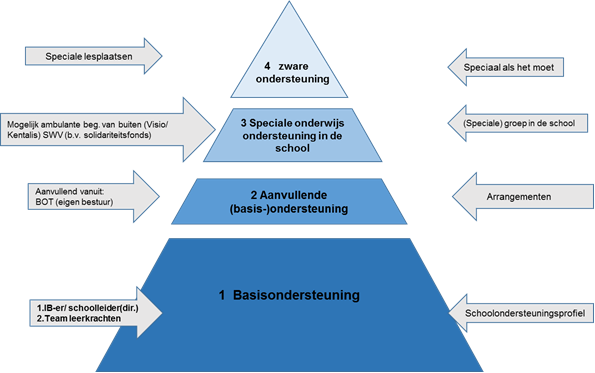 Speciale lesplaatsen
4 zware
ondersteuning
Speciaal als het moet
Mogelijk ambulante beg. van buiten (Visio/
Kentalis) SWV (b.v. solidariteitsfonds)
3 Speciale onderwijs
ondersteuning in de
school
(Speciale) groep in de school
Aanvullend vanuit:
BOT (eigen bestuur)
2 Aanvullende
(basis-)ondersteuning
Arrangementen
1 Basisondersteuning
1.IB-er/ schoolleider(dir.)
2.Team leerkrachten
Schoolondersteuningsprofiel